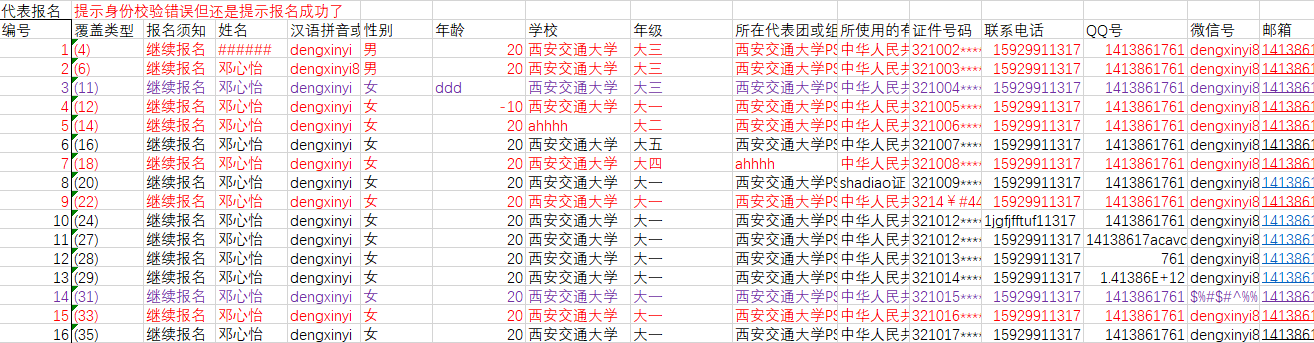 代表报名 提示身份校验错误但还是提示报名成功了
编号 覆盖类型 报名须知 姓名 汉语拼音或 性别 年龄 学校 年级 所在代表团或组 所使用的有 证件号码 联系电话 QQ号 微信号 邮箱
1 (4) 继续报名 ###### dengxinyi 男 20 西安交通大学 大三 西安交通大学PS 中华人民共 321002**** 15929911317 1413861761 dengxinyi8 1413861
2 (6) 继续报名 邓心怡 dengxinyi8 男 20 西安交通大学 大三 西安交通大学PS 中华人民共 321003**** 15929911317 1413861761 dengxinyi8 1413861
3 (11) 继续报名 邓心怡 dengxinyi 女 ddd 西安交通大学 大三 西安交通大学PS 中华人民共 321004**** 15929911317 1413861761 dengxinyi8 1413861
4 (12) 继续报名 邓心怡 dengxinyi 女 -10 西安交通大学 大一 西安交通大学PS 中华人民共 321005**** 15929911317 1413861761 dengxinyi8 1413861
5 (14) 继续报名 邓心怡 dengxinyi 女 20 ahhhh 大二 西安交通大学PS 中华人民共 321006**** 15929911317 1413861761 dengxinyi8 1413861
6 (16) 继续报名 邓心怡 dengxinyi 女 20 西安交通大学 大五 西安交通大学PS 中华人民共 321007**** 15929911317 1413861761 dengxinyi8 1413861
7 (18) 继续报名 邓心怡 dengxinyi 女 20 西安交通大学 大四 ahhhh 中华人民共 321008**** 15929911317 1413861761 dengxinyi8 1413861
8 (20) 继续报名 邓心怡 dengxinyi 女 20 西安交通大学 大一 西安交通大学PS shadiao证 321009**** 15929911317 1413861761 dengxinyi8 1413861
9 (22) 继续报名 邓心怡 dengxinyi 女 20 西安交通大学 大一 西安交通大学PS 中华人民共 3214￥#44 15929911317 1413861761 dengxinyi8 1413861
10 (24) 继续报名 邓心怡 dengxinyi 女 20 西安交通大学 大一 西安交通大学PS 中华人民共 321012**** 1jgfjfftuf11317 1413861761 dengxinyi8 1413861
11 (27) 继续报名 邓心怡 dengxinyi 女 20 西安交通大学 大一 西安交通大学PS 中华人民共 321012**** 15929911317 14138617acavc dengxinyi8 1413861
12 (28) 继续报名 邓心怡 dengxinyi 女 20 西安交通大学 大一 西安交通大学PS 中华人民共 321013**** 15929911317 761 dengxinyi8 1413861
13 (29) 继续报名 邓心怡 dengxinyi 女 20 西安交通大学 大一 西安交通大学PS 中华人民共 321014**** 15929911317 1.41386E+12 dengxinyi8 1413861
14 (31) 继续报名 邓心怡 dengxinyi 女 20 西安交通大学 大一 西安交通大学PS 中华人民共 321015**** 15929911317 1413861761 $%#$#^%% 1413861
15 (33) 继续报名 邓心怡 dengxinyi 女 20 西安交通大学 大一 西安交通大学PS 中华人民共 321016**** 15929911317 1413861761 dengxinyi8 1413861
16 (35) 继续报名 邓心怡 dengxinyi 女 20 西安交通大学 大一 西安交通大学PS 中华人民共 321017**** 15929911317 1413861761 dengxinyi8 1413861